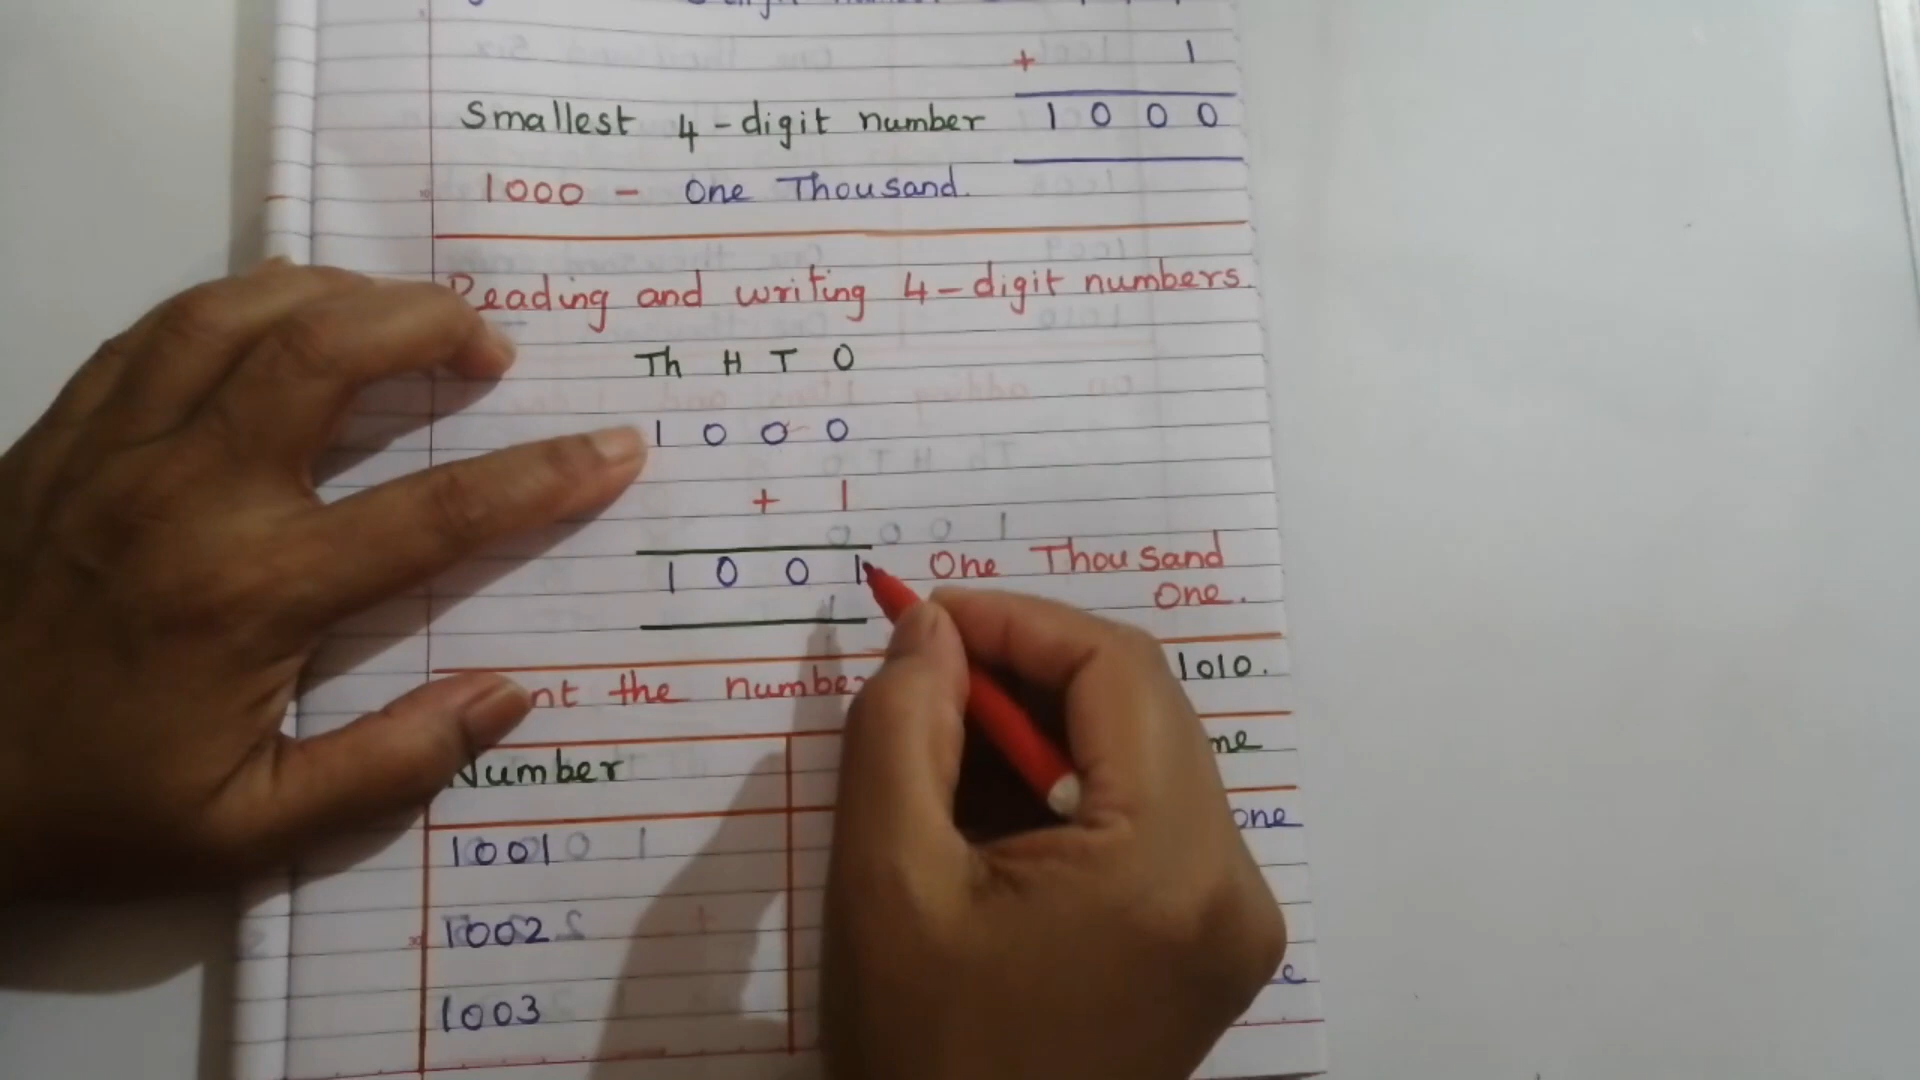 + 1
Smallest 4-digit number 1 0 0 0
1000 - One Thousand.
Reading and writing 4-digit numbers.
Th H T O
1 0 0 0
+ 1
1 0 0 1 One Thousand
One.
the number 1010.
Number
1001 one
1002
1003